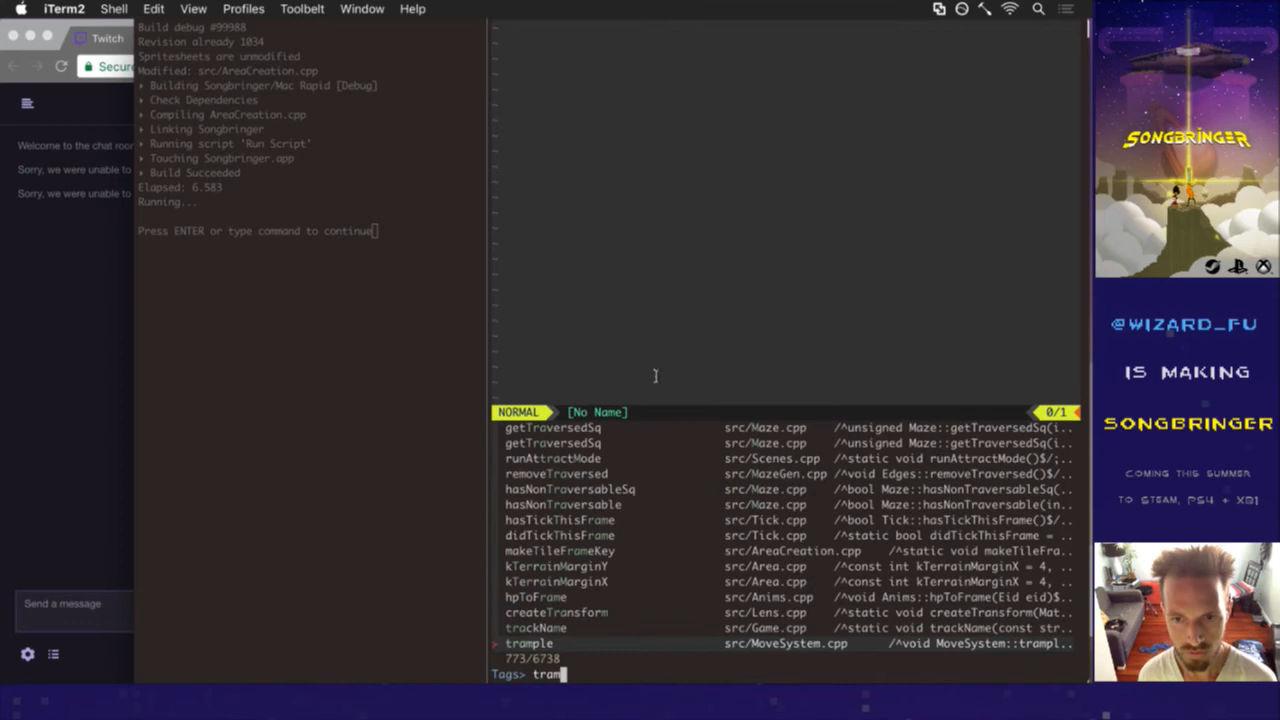 iTerm2 Shell Edit View Profiles Toolbelt Window Help
Twitch
Secure
Welcome to the chat roo
Sorry, we were unable to
Sorry, we were unable to
Send a message
Build debug #99988
Revision already 1034
Spritesheets are unmodified
Modified: src/AreaCreation.cpp
▸ Building Songbringer/Mac Rapid [Debug]
▸ Check Dependencies
▸ Compiling AreaCreation.cpp
▸ Linking Songbringer
▸ Running script 'Run Script'
▸ Touching Songbringer.app
▸ Build Succeeded
Elapsed: 6.583
Running...
Press ENTER or type command to continue
NORMAL [No Name] 0/1
getTraversedSq src/Maze.cpp /^unsigned Maze::getTraversedSq(i..
getTraversedSq src/Maze.cpp /^unsigned Maze::getTraversedSq(i..
runAttractMode src/Scenes.cpp /^static void runAttractMode()$/;..
removeTraversed src/MazeGen.cpp /^void Edges::removeTraversed()$/..
hasNonTraversableSq src/Maze.cpp /^bool Maze::hasNonTraversableSq(..
hasNonTraversable src/Maze.cpp /^bool Maze::hasNonTraversable(in..
hasTickThisFrame src/Tick.cpp /^bool Tick::hasTickThisFrame()$/..
didTickThisFrame src/Tick.cpp /^static bool didTickThisFrame = ..
makeTileFrameKey src/AreaCreation.cpp /^static void makeTileFra..
kTerrainMarginY src/Area.cpp /^const int kTerrainMarginX = 4, ..
kTerrainMarginX src/Area.cpp /^const int kTerrainMarginX = 4, ..
hpToFrame src/Anims.cpp /^void Anims::hpToFrame(Eid eid)$..
createTransform src/Lens.cpp /^static void createTransform(Mat..
trackName src/Game.cpp /^static void trackName(const str..
> trample src/MoveSystem.cpp /^void MoveSystem::trampl..
773/6738
Tags> tram
SONGBRINGER
@WIZARD_FU
IS MAKING
SONGBRINGER
COMING THIS SUMMER
TO STEAM, PS4 + XB1